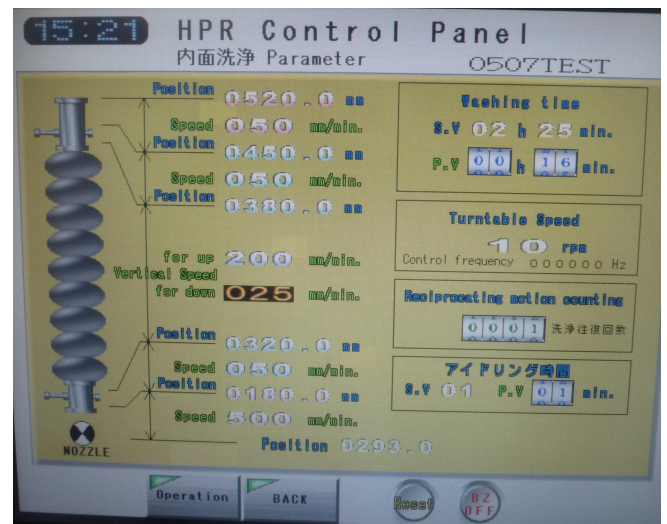 15:21
HPR Control Panel
内面洗浄 Parameter
0507TEST
Position 0520.0 mm
Speed 050 mm/min.
Position 0450.0 mm
Speed 050 mm/min.
Position 0380.0 mm
for up 200 mm/min.
Vertical Speed
for down 025 mm/min.
Position 0320.0 mm
Speed 050 mm/min.
Position 0180.0 mm
Speed 500 mm/min.
Position 0293.0
NOZZLE
Washing time
S.V 02 h 25 min.
P.V 00 h 16 min.
Turntable Speed
10 rpm
Control frequency 000000 Hz
Reciprocating motion counting
0001 洗浄往復回数
アイドリング時間
S.V 01 P.V 01 min.
Operation
BACK
Reset
BZ
OFF